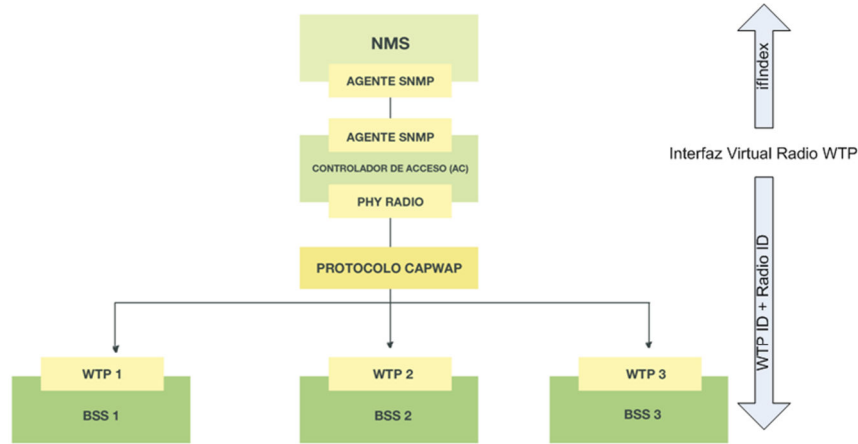 NMS
AGENTE SNMP
AGENTE SNMP
CONTROLADOR DE ACCESO (AC)
PHY RADIO
PROTOCOLO CAPWAP
WTP 1
BSS 1
WTP 2
BSS 2
WTP 3
BSS 3
ifIndex
Interfaz Virtual Radio WTP
WTP ID + Radio ID